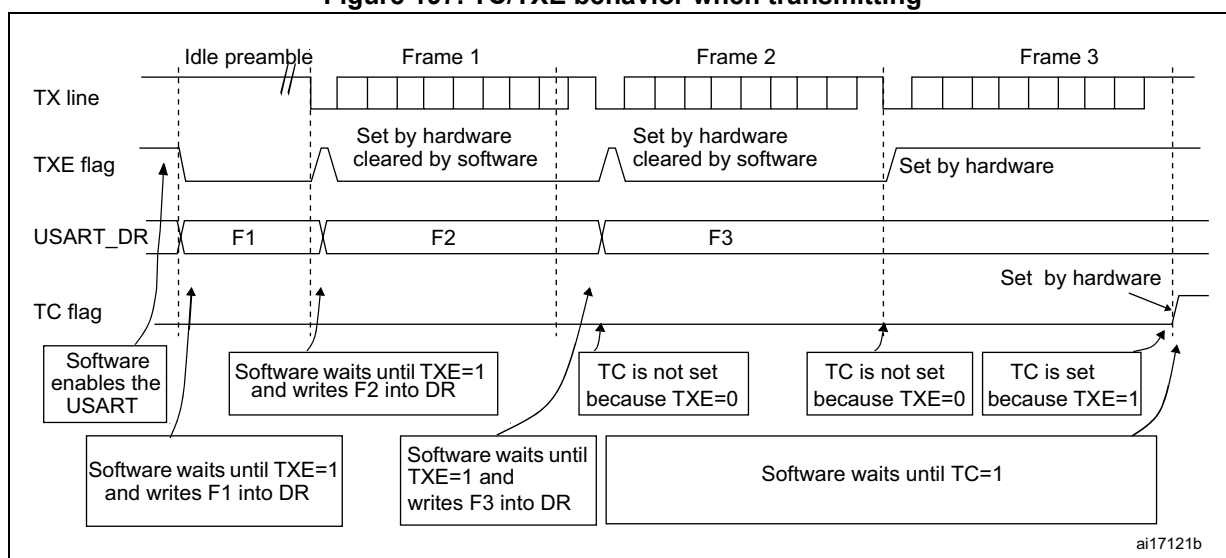 Figure 197. TC/TXE behavior when transmitting
Idle preamble
Frame 1
Frame 2
Frame 3
TX line
TXE flag
Set by hardware
cleared by software
Set by hardware
cleared by software
Set by hardware
USART_DR
F1
F2
F3
TC flag
Set by hardware
Software
enables the
USART
Software waits until TXE=1
and writes F2 into DR
TC is not set
because TXE=0
TC is not set
because TXE=0
TC is set
because TXE=1
Software waits until TXE=1
and writes F1 into DR
Software waits until
TXE=1 and
writes F3 into DR
Software waits until TC=1
ai17121b